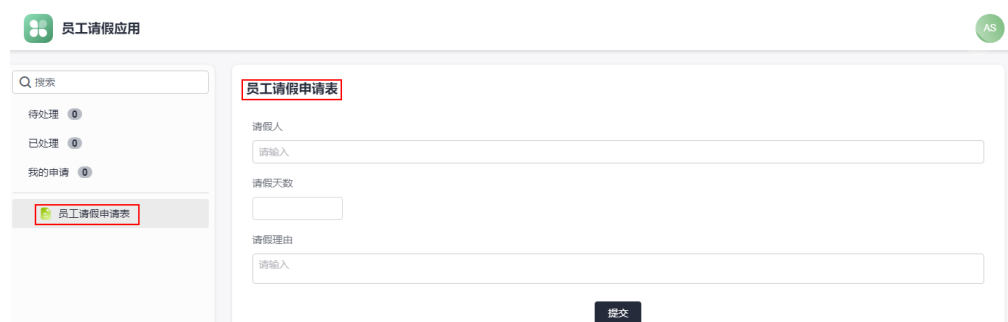 员工请假应用
AS
搜索
待处理 0
已处理 0
我的申请 0
员工请假申请表
员工请假申请表
请假人
请输入
请假天数
请假理由
请输入
提交